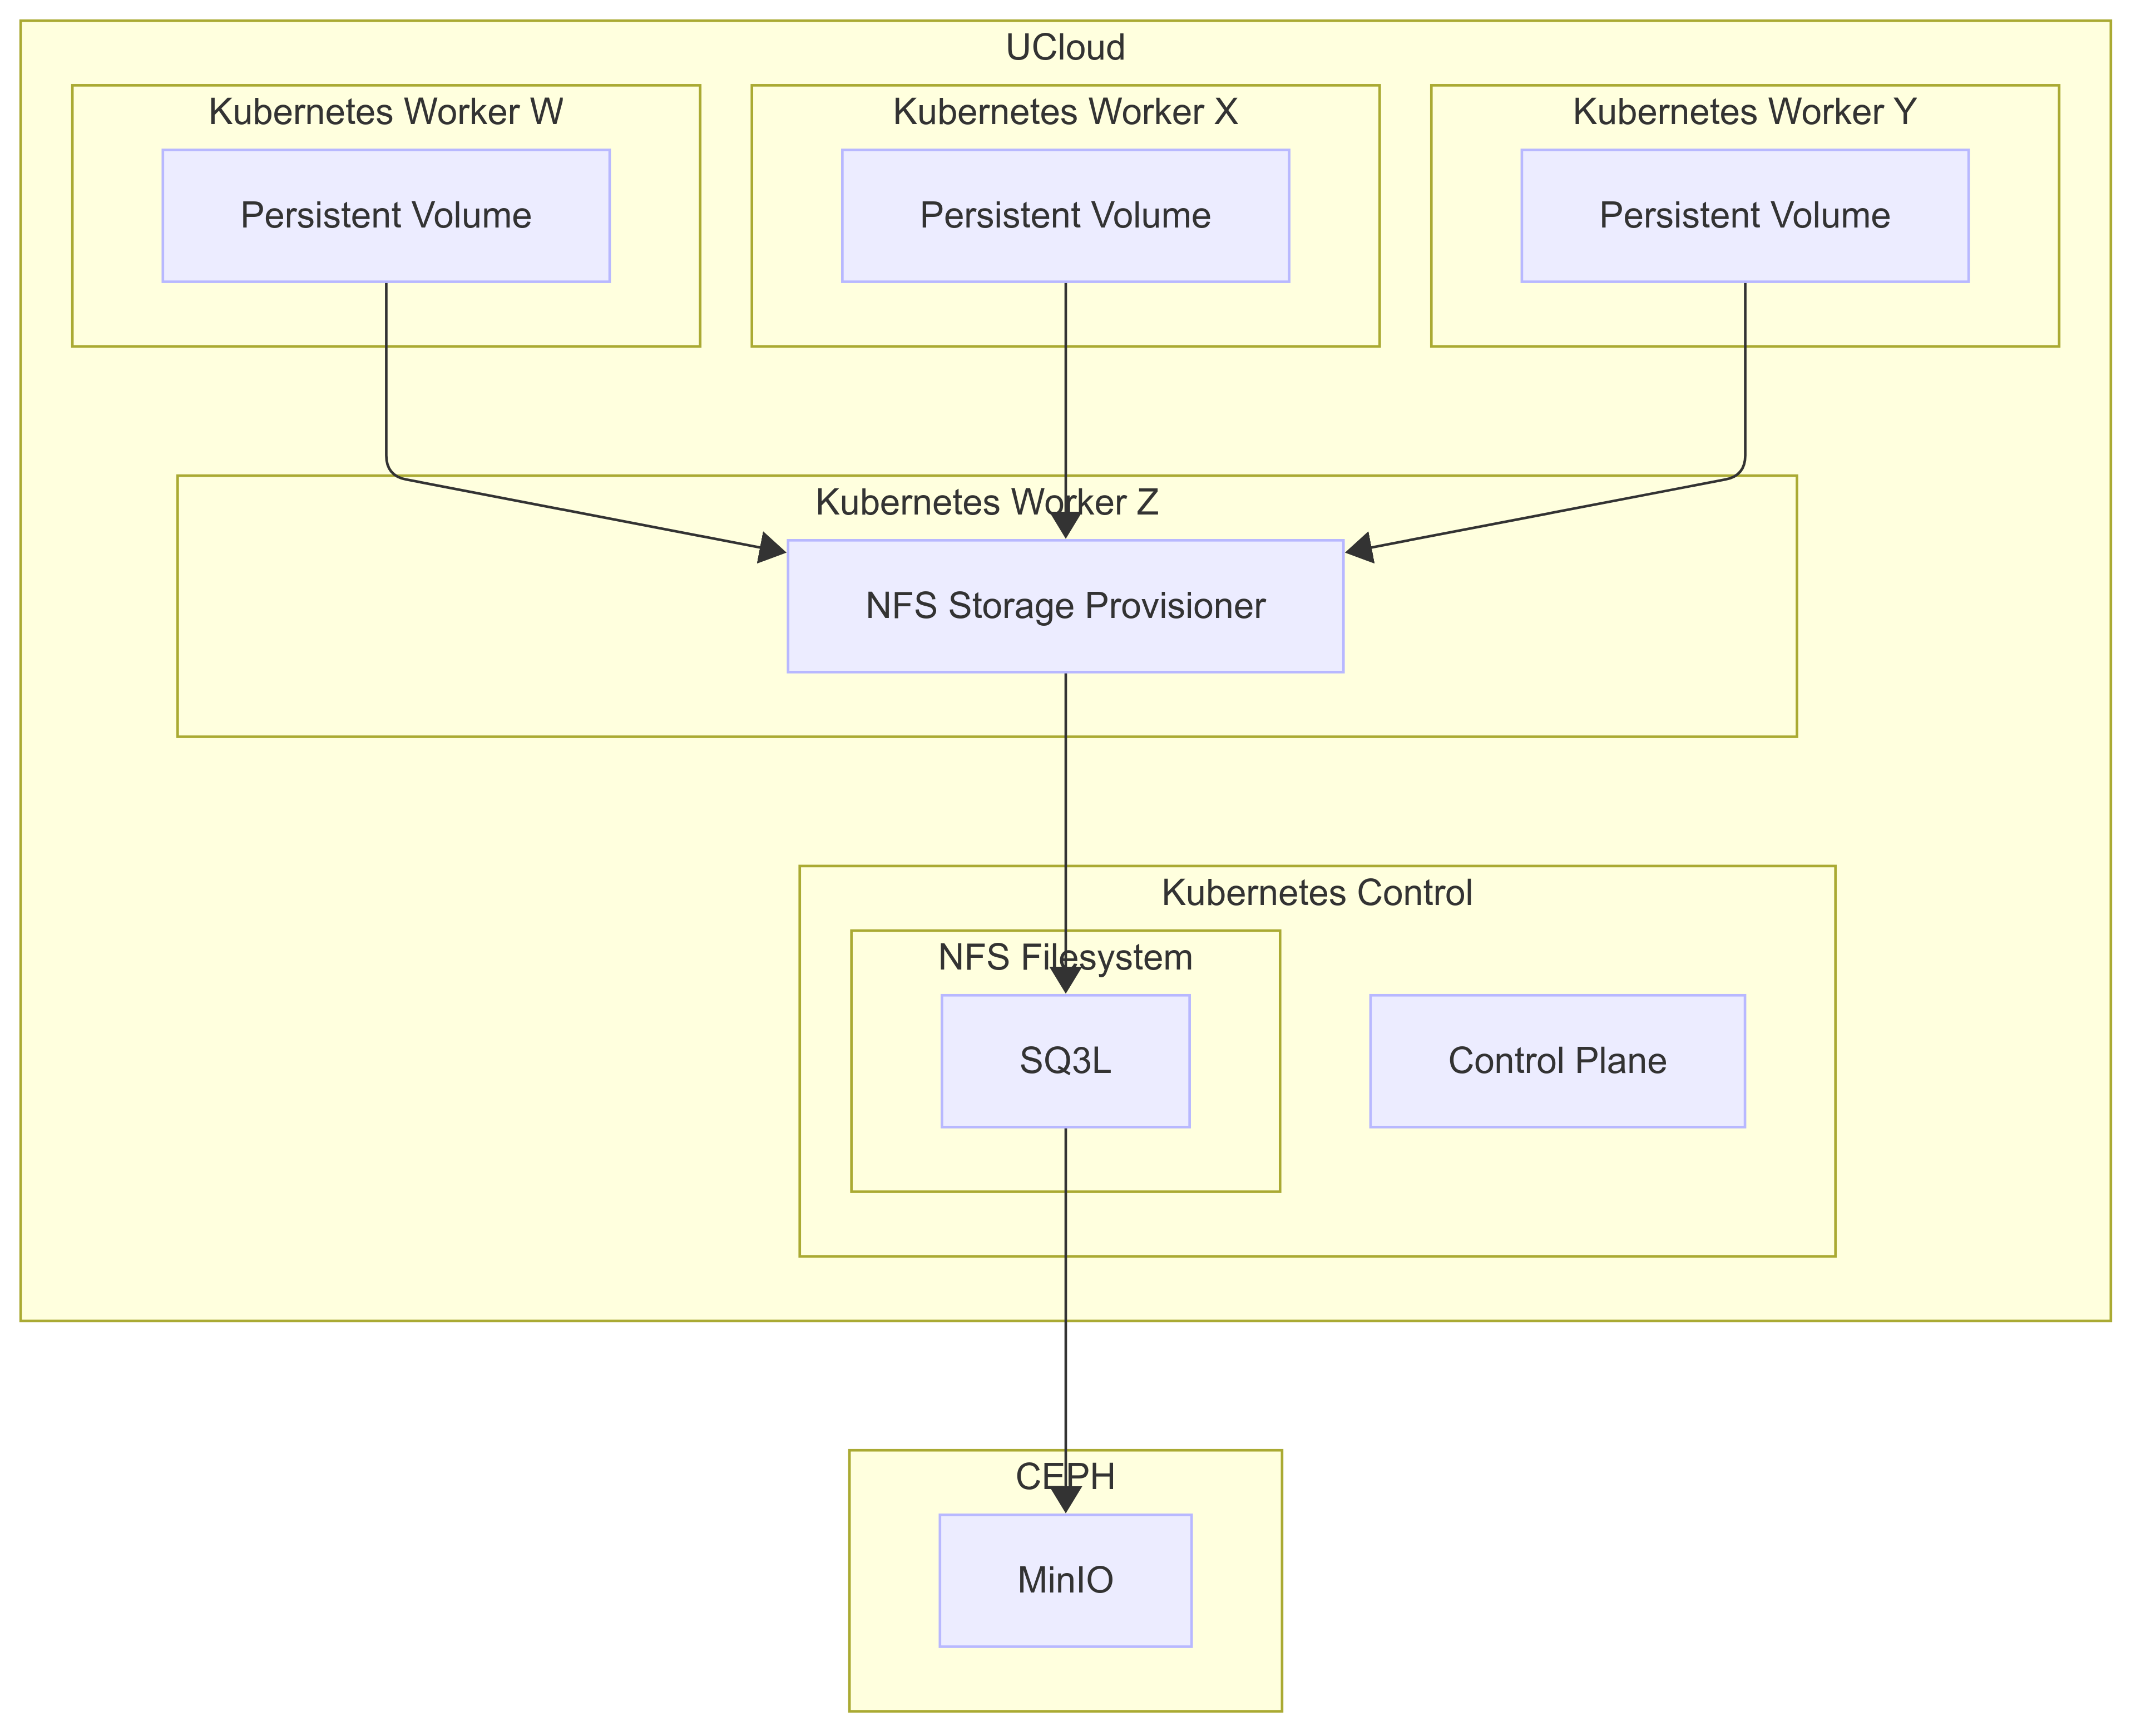 UCloud
Kubernetes Worker W
Kubernetes Worker X
Kubernetes Worker Y
Persistent Volume
Persistent Volume
Persistent Volume
Kubernetes Worker Z
NFS Storage Provisioner
Kubernetes Control
NFS Filesystem
SQ3L
Control Plane
CEPH
MinIO